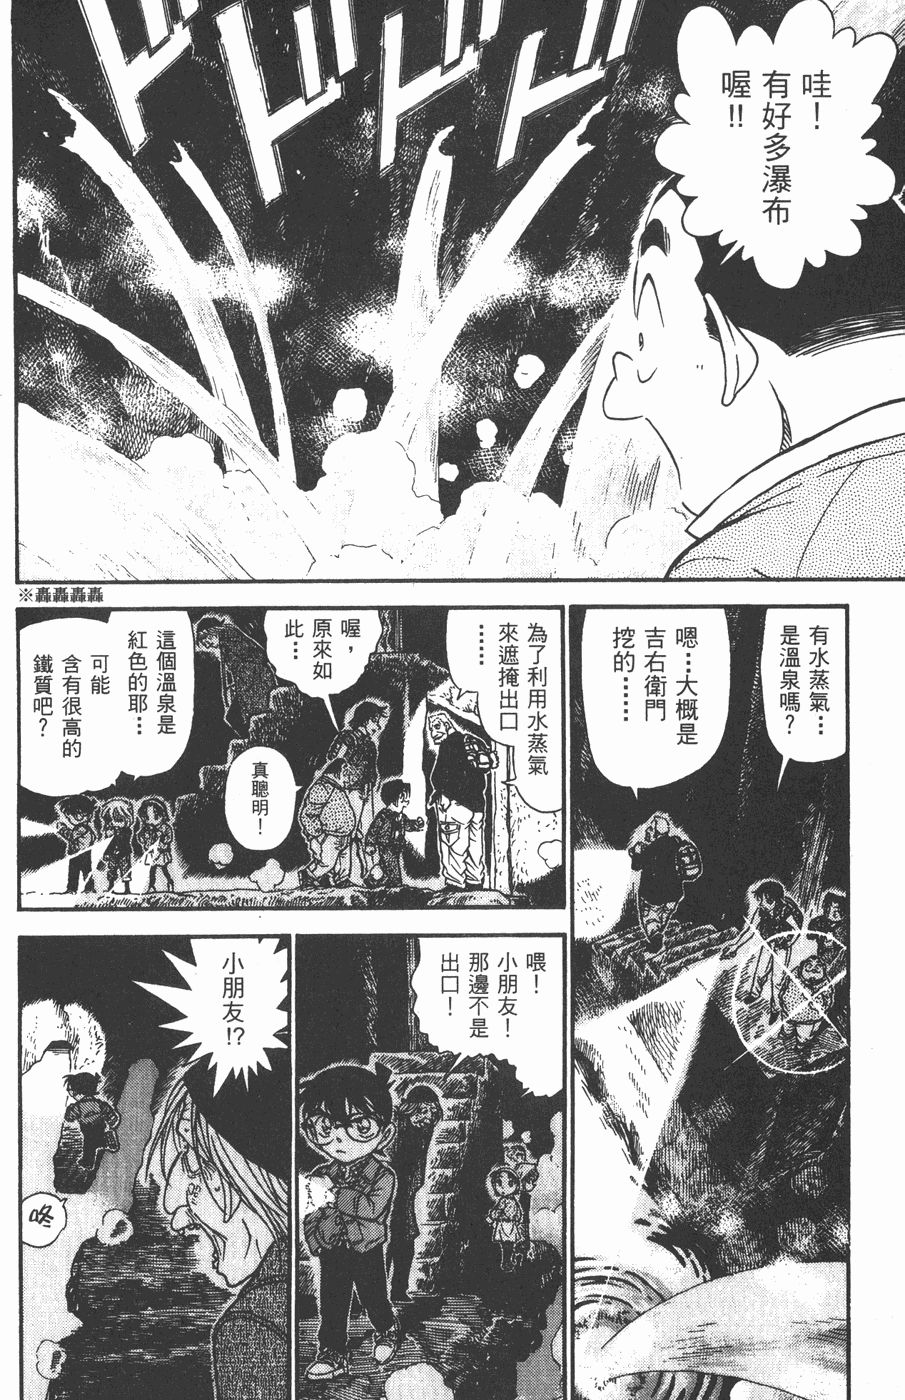 哇！
有好多瀑布
喔!!
ドドドドド
※轟轟轟轟
有水蒸氣…
是溫泉嗎？
嗯…大概是
吉右衛門
挖的……
為了利用水蒸氣
來遮掩出口
……
喔，
原來如
此…
真聰明！
這個溫泉是
紅色的耶…
可能
含有很高的
鐵質吧？
喂！
小朋友！
那邊不是
出口！
小朋友!?
咚